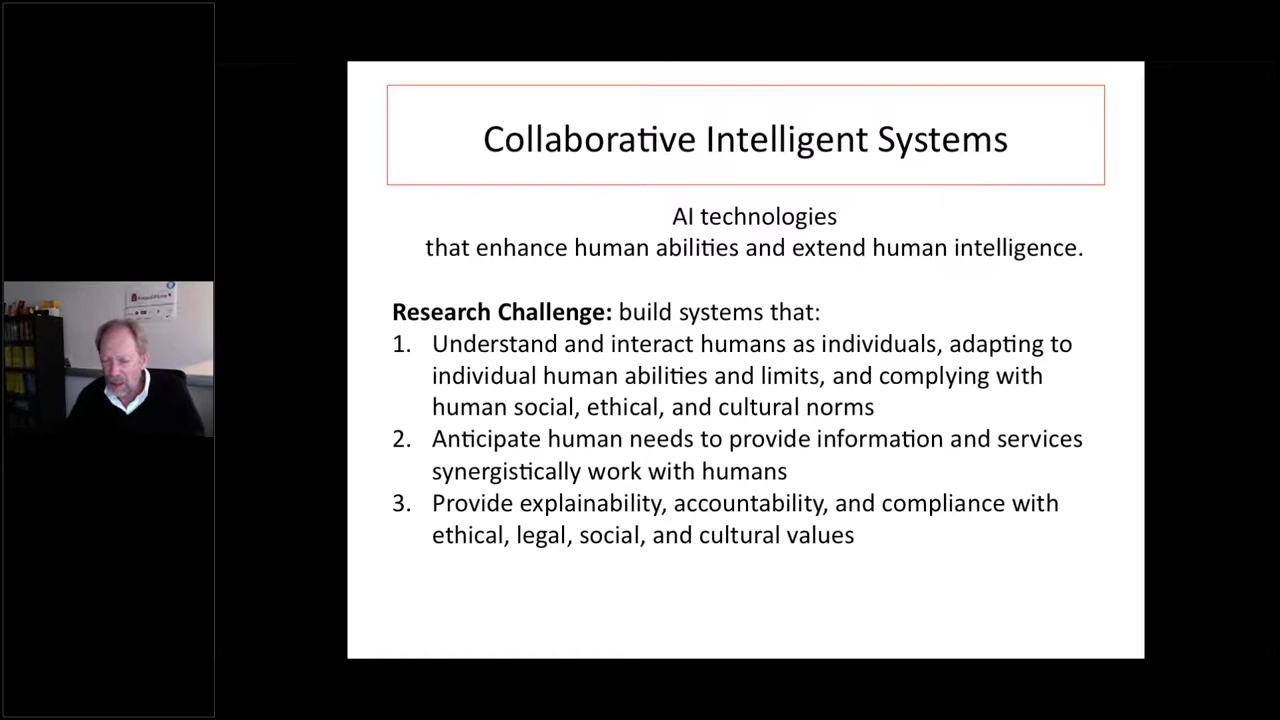 Collaborative Intelligent Systems
AI technologies
that enhance human abilities and extend human intelligence.
Research Challenge: build systems that:
1. Understand and interact humans as individuals, adapting to
individual human abilities and limits, and complying with
human social, ethical, and cultural norms
2. Anticipate human needs to provide information and services
synergistically work with humans
3. Provide explainability, accountability, and compliance with
ethical, legal, social, and cultural values